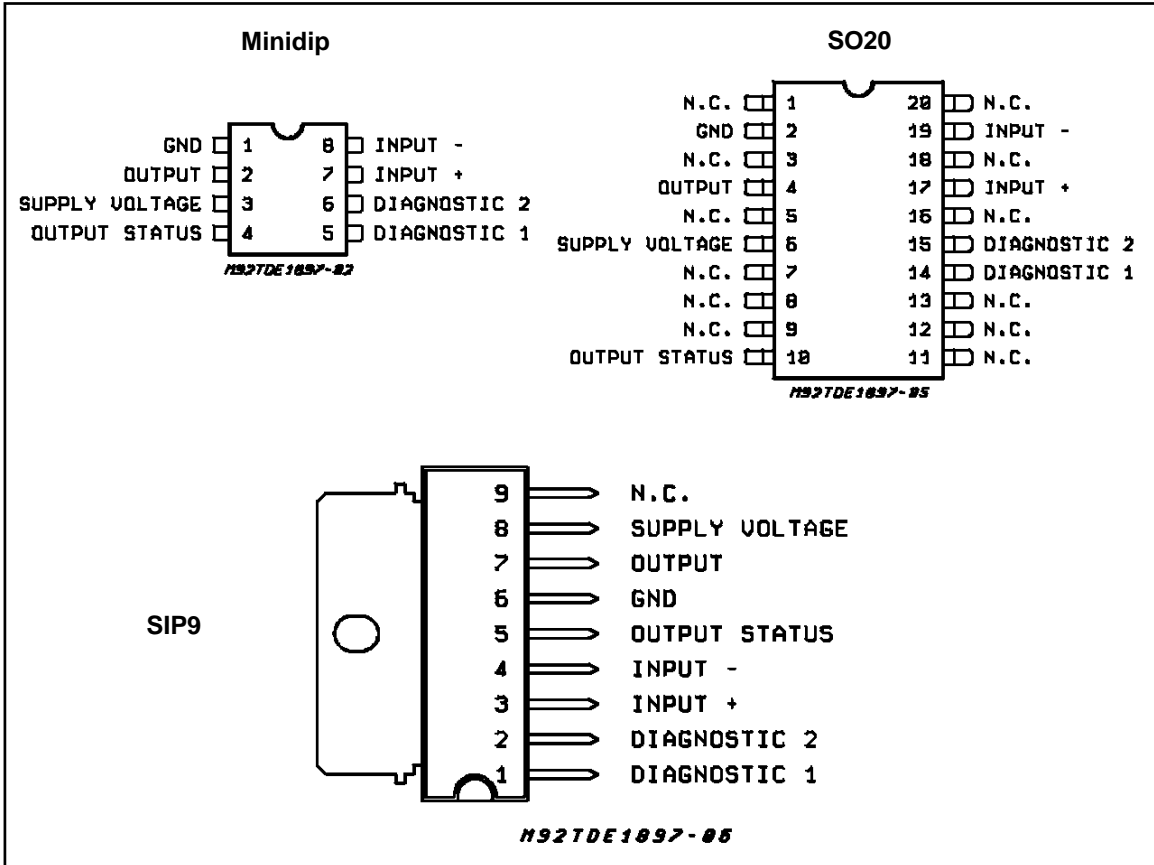 Minidip
GND 1 8 INPUT -
OUTPUT 2 7 INPUT +
SUPPLY VOLTAGE 3 6 DIAGNOSTIC 2
OUTPUT STATUS 4 5 DIAGNOSTIC 1
M92TDE1897-02
SO20
N.C. 1 20 N.C.
GND 2 19 INPUT -
N.C. 3 18 N.C.
OUTPUT 4 17 INPUT +
N.C. 5 16 N.C.
SUPPLY VOLTAGE 6 15 DIAGNOSTIC 2
N.C. 7 14 DIAGNOSTIC 1
N.C. 8 13 N.C.
N.C. 9 12 N.C.
OUTPUT STATUS 10 11 N.C.
M92TDE1897-05
SIP9
9 N.C.
8 SUPPLY VOLTAGE
7 OUTPUT
6 GND
5 OUTPUT STATUS
4 INPUT -
3 INPUT +
2 DIAGNOSTIC 2
1 DIAGNOSTIC 1
M92TDE1897-06